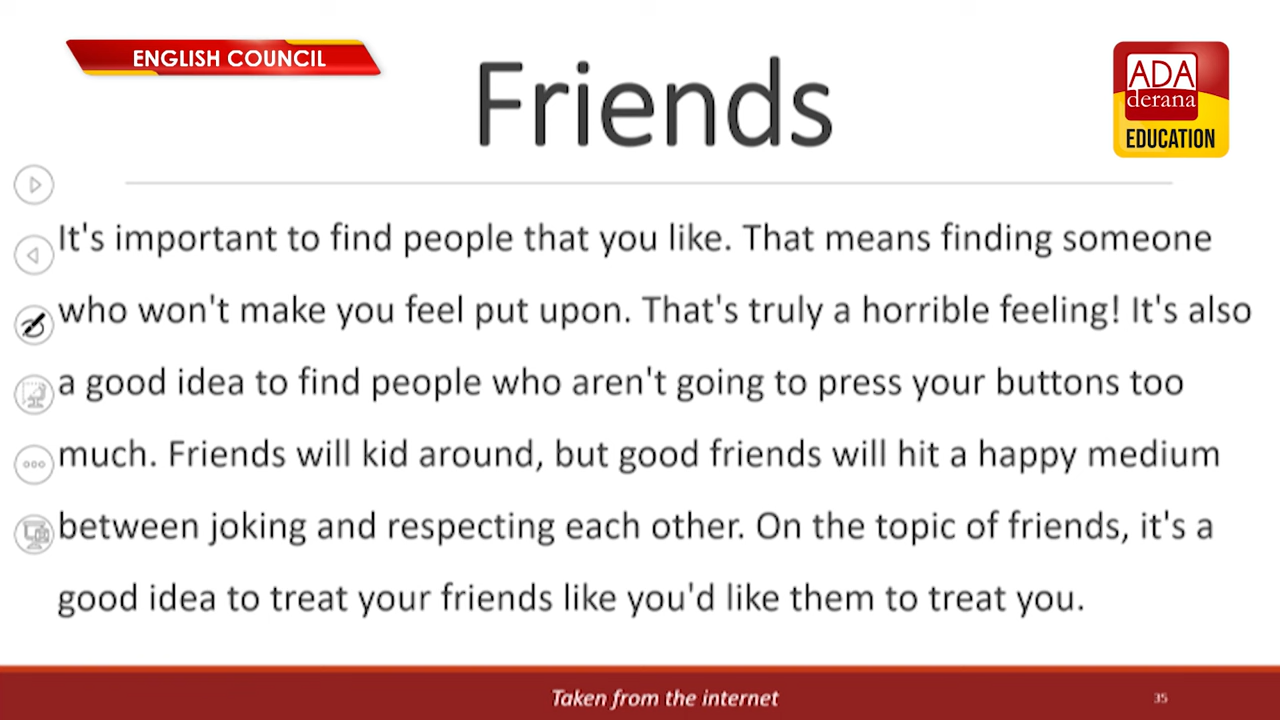 ENGLISH COUNCIL
Friends
ADA
derana
EDUCATION
It's important to find people that you like. That means finding someone
who won't make you feel put upon. That's truly a horrible feeling! It's also
a good idea to find people who aren't going to press your buttons too
much. Friends will kid around, but good friends will hit a happy medium
between joking and respecting each other. On the topic of friends, it's a
good idea to treat your friends like you'd like them to treat you.
Taken from the internet
35